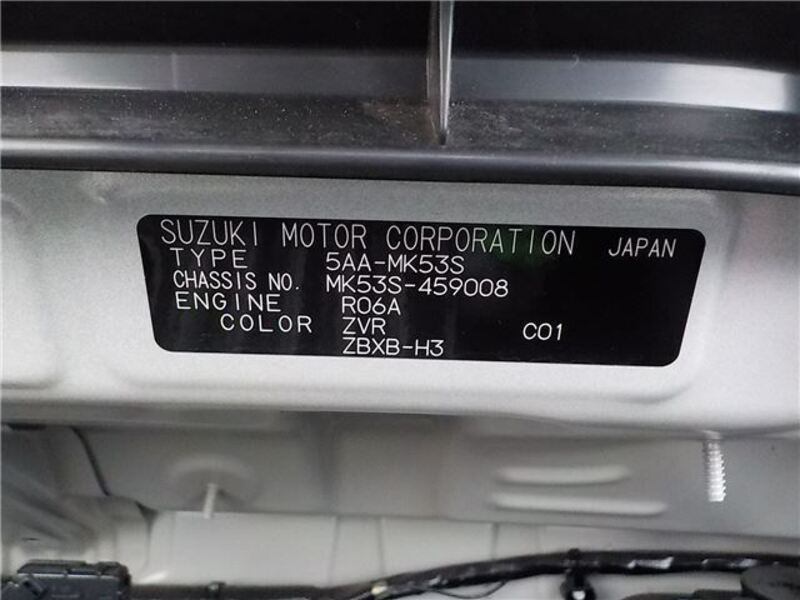 SUZUKI MOTOR CORPORATION JAPAN
TYPE 5AA-MK53S
CHASSIS NO. MK53S-459008
ENGINE R06A
COLOR ZVR C01
ZBXB-H3